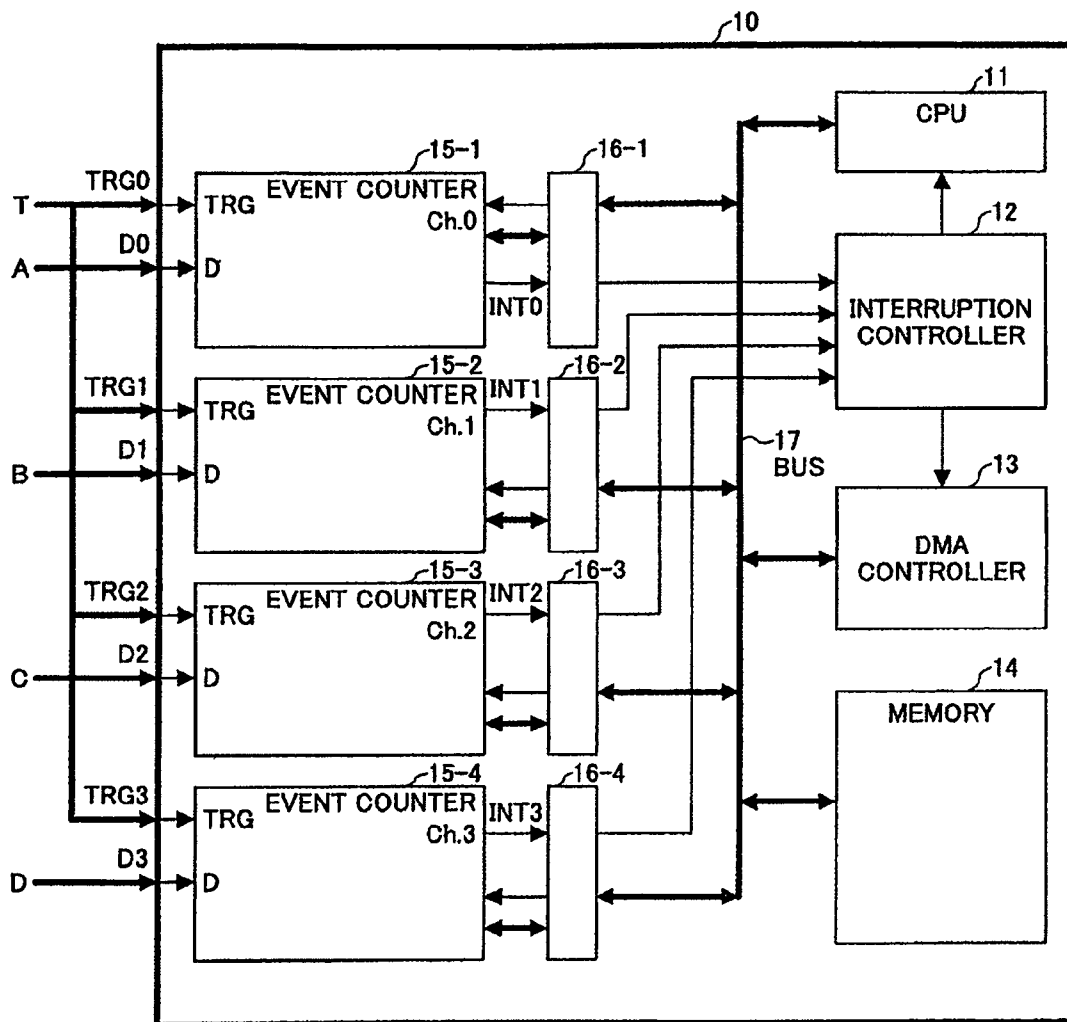 10
11
CPU
15-1
16-1
TRG0
EVENT COUNTER
T
TRG
Ch.0
12
D0
A
D
INT0
INTERRUPTION
CONTROLLER
15-2
16-2
TRG1
EVENT COUNTER
INT1
TRG
Ch.1
17
BUS
D1
B
D
13
DMA
CONTROLLER
15-3
16-3
TRG2
EVENT COUNTER
INT2
TRG
Ch.2
D2
C
D
14
MEMORY
15-4
16-4
TRG3
EVENT COUNTER
INT3
TRG
Ch.3
D3
D
D